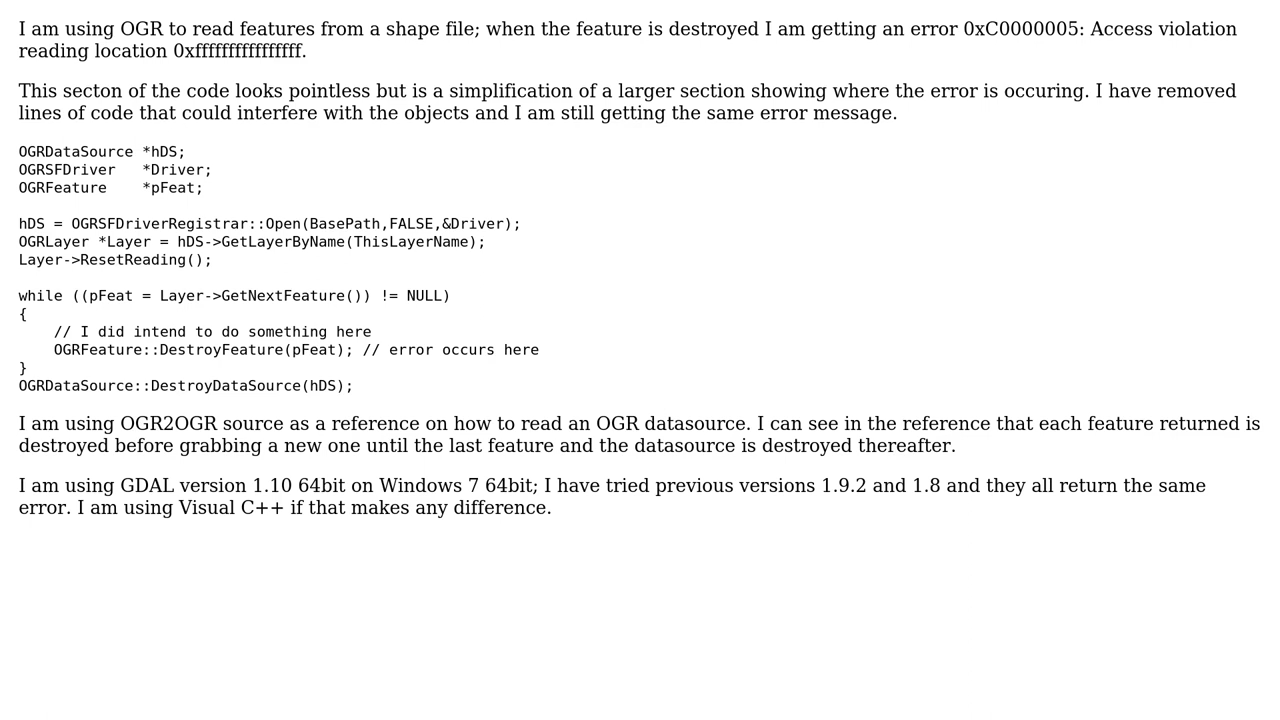 I am using OGR to read features from a shape file; when the feature is destroyed I am getting an error 0xC0000005: Access violation
reading location 0xffffffffffffffff.
This secton of the code looks pointless but is a simplification of a larger section showing where the error is occuring. I have removed
lines of code that could interfere with the objects and I am still getting the same error message.
OGRDataSource *hDS;
OGRSFDriver   *Driver;
OGRFeature    *pFeat;
hDS = OGRSFDriverRegistrar::Open(BasePath,FALSE,&Driver);
OGRLayer *Layer = hDS->GetLayerByName(ThisLayerName);
Layer->ResetReading();
while ((pFeat = Layer->GetNextFeature()) != NULL)
{
    // I did intend to do something here
    OGRFeature::DestroyFeature(pFeat); // error occurs here
}
OGRDataSource::DestroyDataSource(hDS);
I am using OGR2OGR source as a reference on how to read an OGR datasource. I can see in the reference that each feature returned is
destroyed before grabbing a new one until the last feature and the datasource is destroyed thereafter.
I am using GDAL version 1.10 64bit on Windows 7 64bit; I have tried previous versions 1.9.2 and 1.8 and they all return the same
error. I am using Visual C++ if that makes any difference.